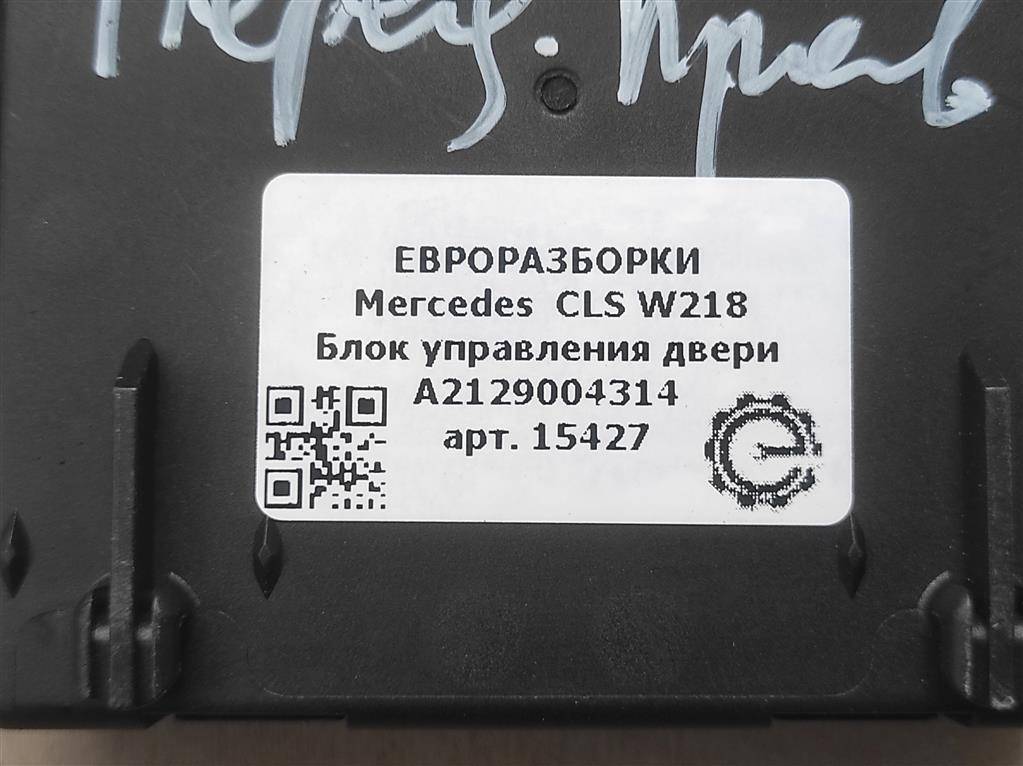 Перед. Прав.
ЕВРОРАЗБОРКИ
Mercedes CLS W218
Блок управления двери
A2129004314
арт. 15427